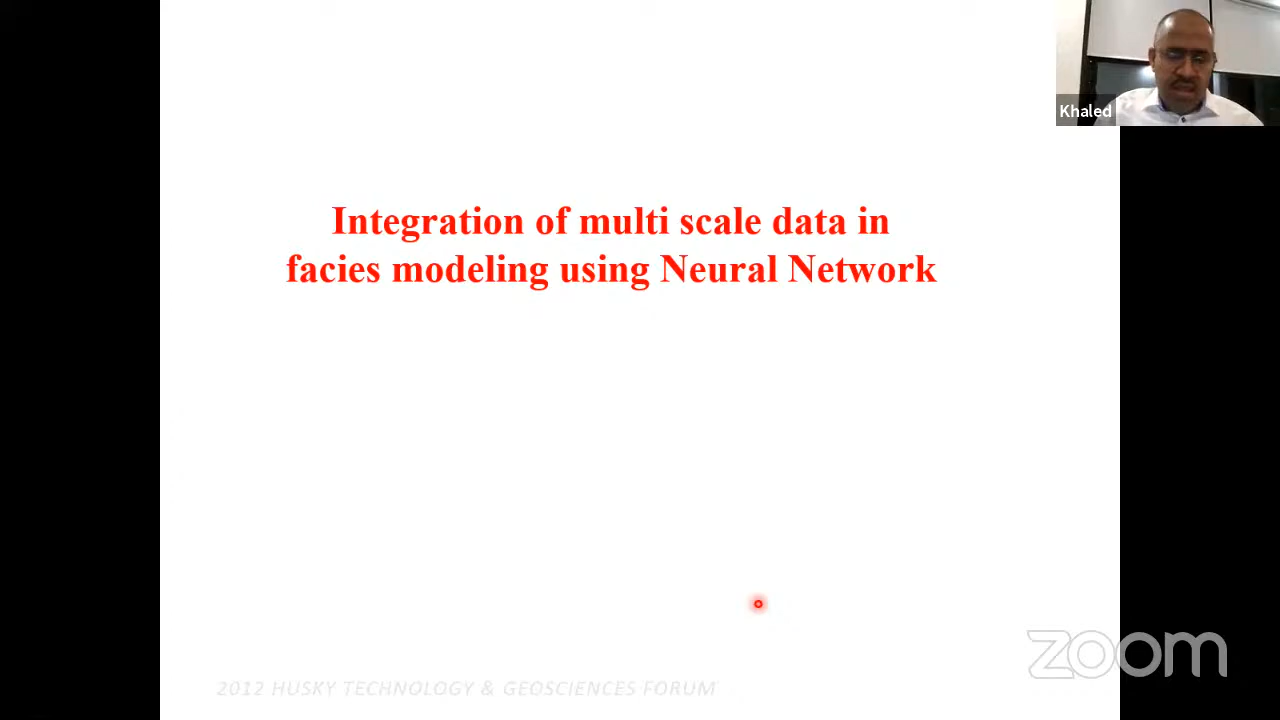 Khaled
Integration of multi scale data in
facies modeling using Neural Network
zoom
2012 HUSKY TECHNOLOGY & GEOSCIENCES FORUM